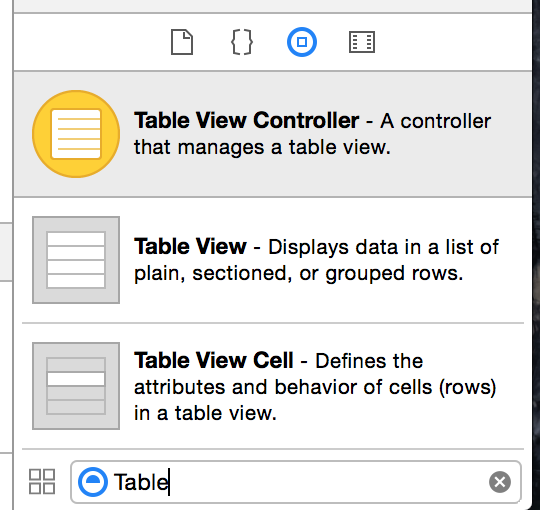 Table View Controller - A controller
that manages a table view.
Table View - Displays data in a list of
plain, sectioned, or grouped rows.
Table View Cell - Defines the
attributes and behavior of cells (rows)
in a table view.
Table